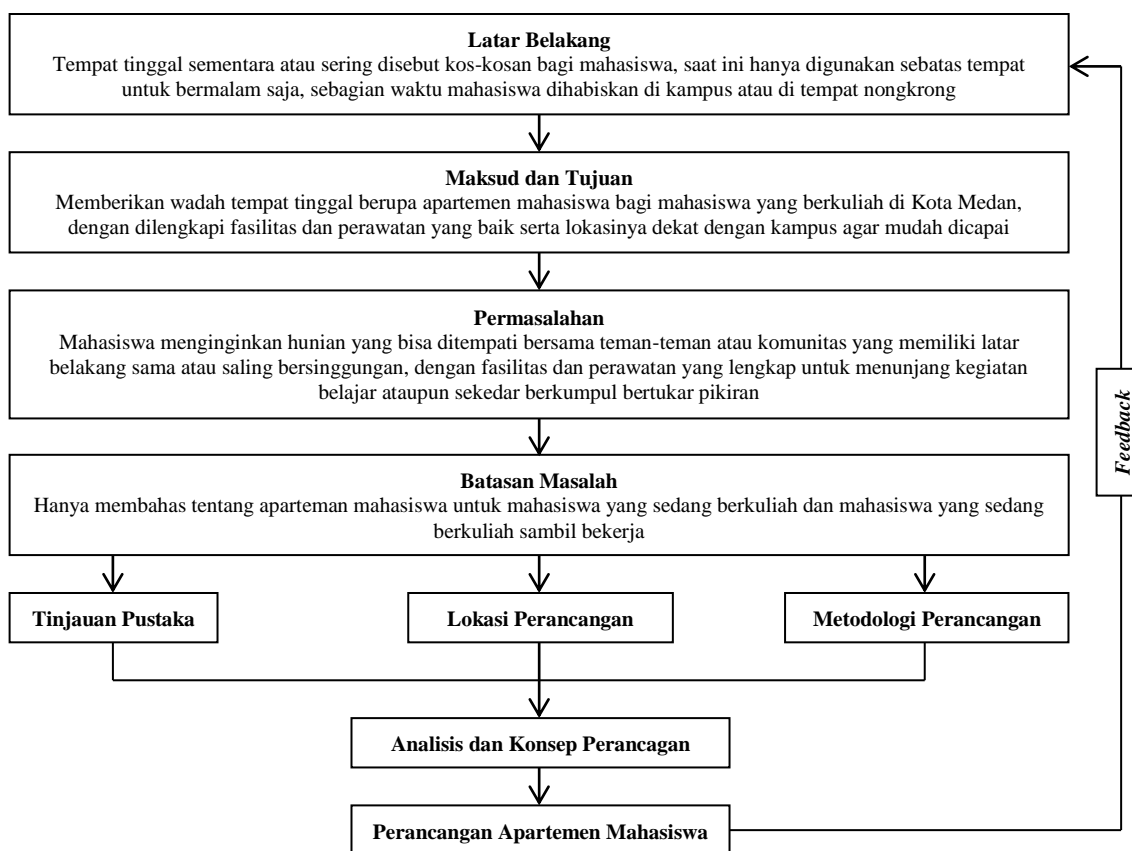 Latar Belakang
Tempat tinggal sementara atau sering disebut kos-kosan bagi mahasiswa, saat ini hanya digunakan sebatas tempat
untuk bermalam saja, sebagian waktu mahasiswa dihabiskan di kampus atau di tempat nongkrong
Maksud dan Tujuan
Memberikan wadah tempat tinggal berupa apartemen mahasiswa bagi mahasiswa yang berkuliah di Kota Medan,
dengan dilengkapi fasilitas dan perawatan yang baik serta lokasinya dekat dengan kampus agar mudah dicapai
Permasalahan
Mahasiswa menginginkan hunian yang bisa ditempati bersama teman-teman atau komunitas yang memiliki latar
belakang sama atau saling bersinggungan, dengan fasilitas dan perawatan yang lengkap untuk menunjang kegiatan
belajar ataupun sekedar berkumpul bertukar pikiran
Feedback
Batasan Masalah
Hanya membahas tentang aparteman mahasiswa untuk mahasiswa yang sedang berkuliah dan mahasiswa yang sedang
berkuliah sambil bekerja
Tinjauan Pustaka
Lokasi Perancangan
Metodologi Perancangan
Analisis dan Konsep Perancagan
Perancangan Apartemen Mahasiswa